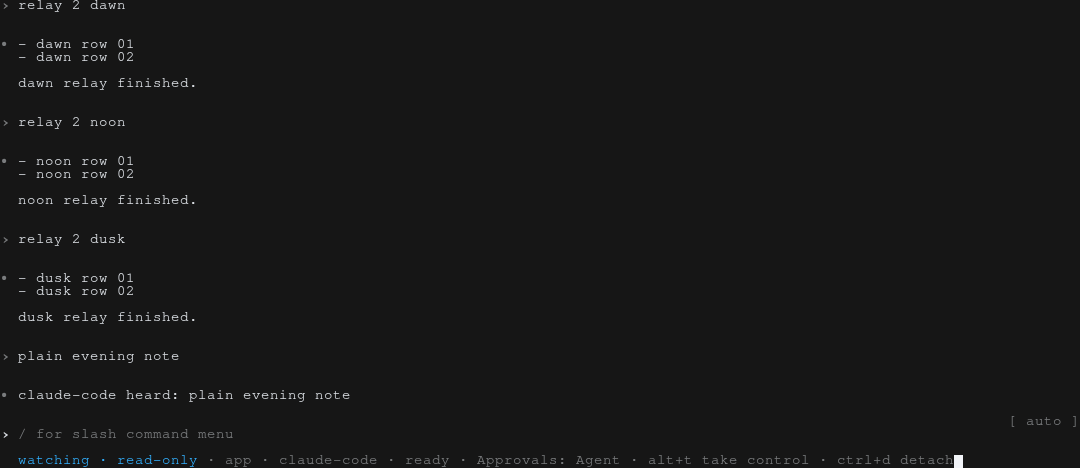 › relay 2 dawn
• - dawn row 01
- dawn row 02
dawn relay finished.
› relay 2 noon
• - noon row 01
- noon row 02
noon relay finished.
› relay 2 dusk
• - dusk row 01
- dusk row 02
dusk relay finished.
› plain evening note
• claude-code heard: plain evening note
[ auto ]
› / for slash command menu
watching · read-only · app · claude-code · ready · Approvals: Agent · alt+t take control · ctrl+d detach